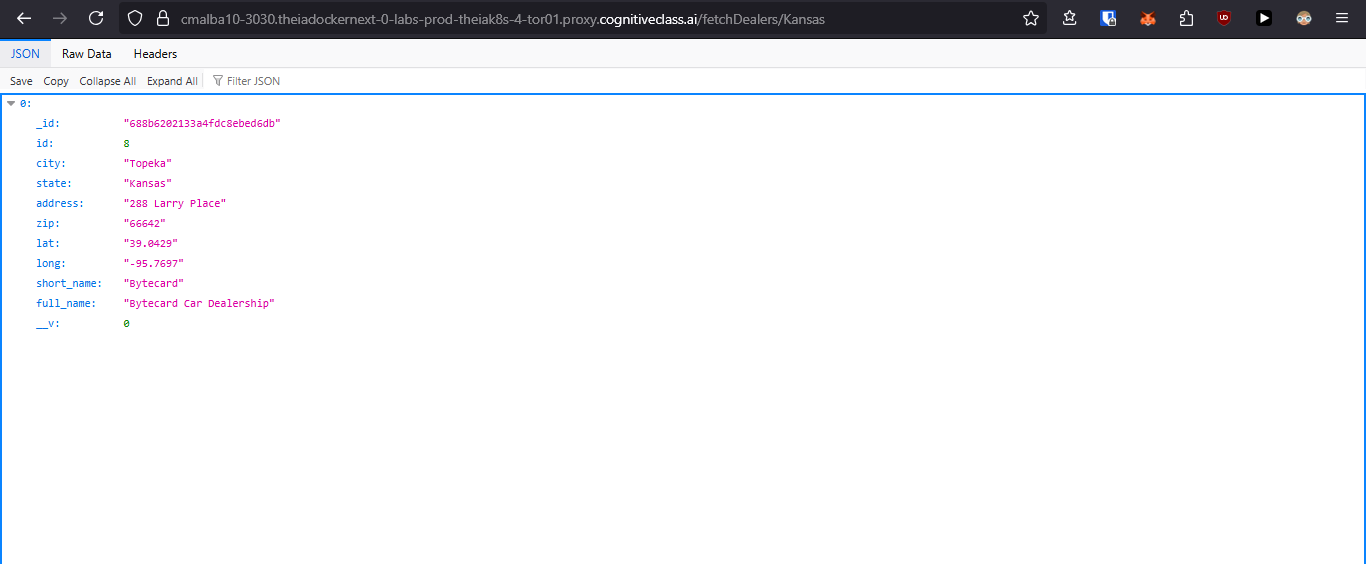 cmalba10-3030.theiadockernext-0-labs-prod-theiak8s-4-tor01.proxy.cognitiveclass.ai/fetchDealers/Kansas
JSON Raw Data Headers
Save Copy Collapse All Expand All Filter JSON
0:
_id: "688b6202133a4fdc8ebed6db"
id: 8
city: "Topeka"
state: "Kansas"
address: "288 Larry Place"
zip: "66642"
lat: "39.0429"
long: "-95.7697"
short_name: "Bytecard"
full_name: "Bytecard Car Dealership"
__v: 0